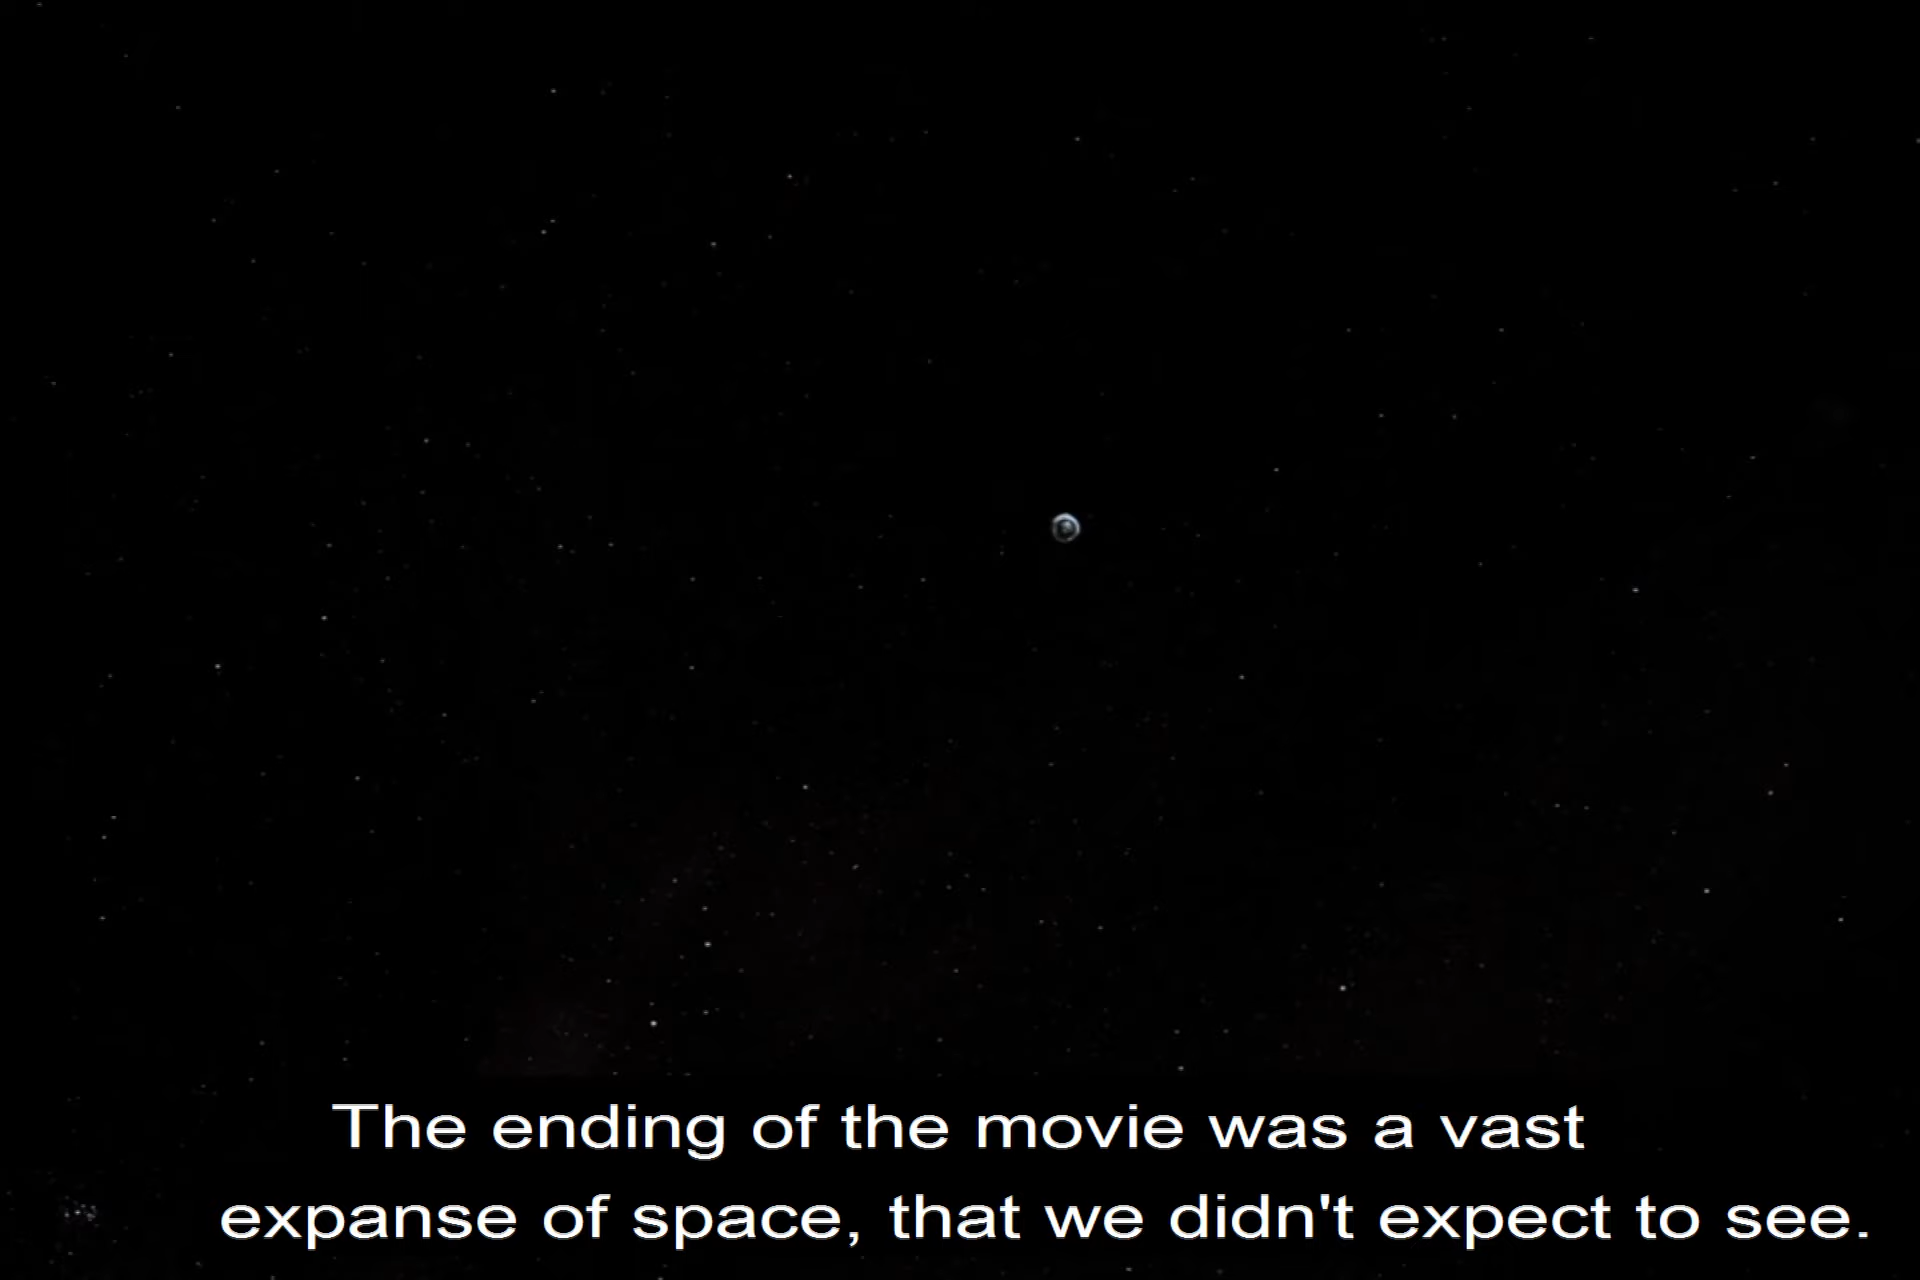 The ending of the movie was a vast
expanse of space, that we didn't expect to see.